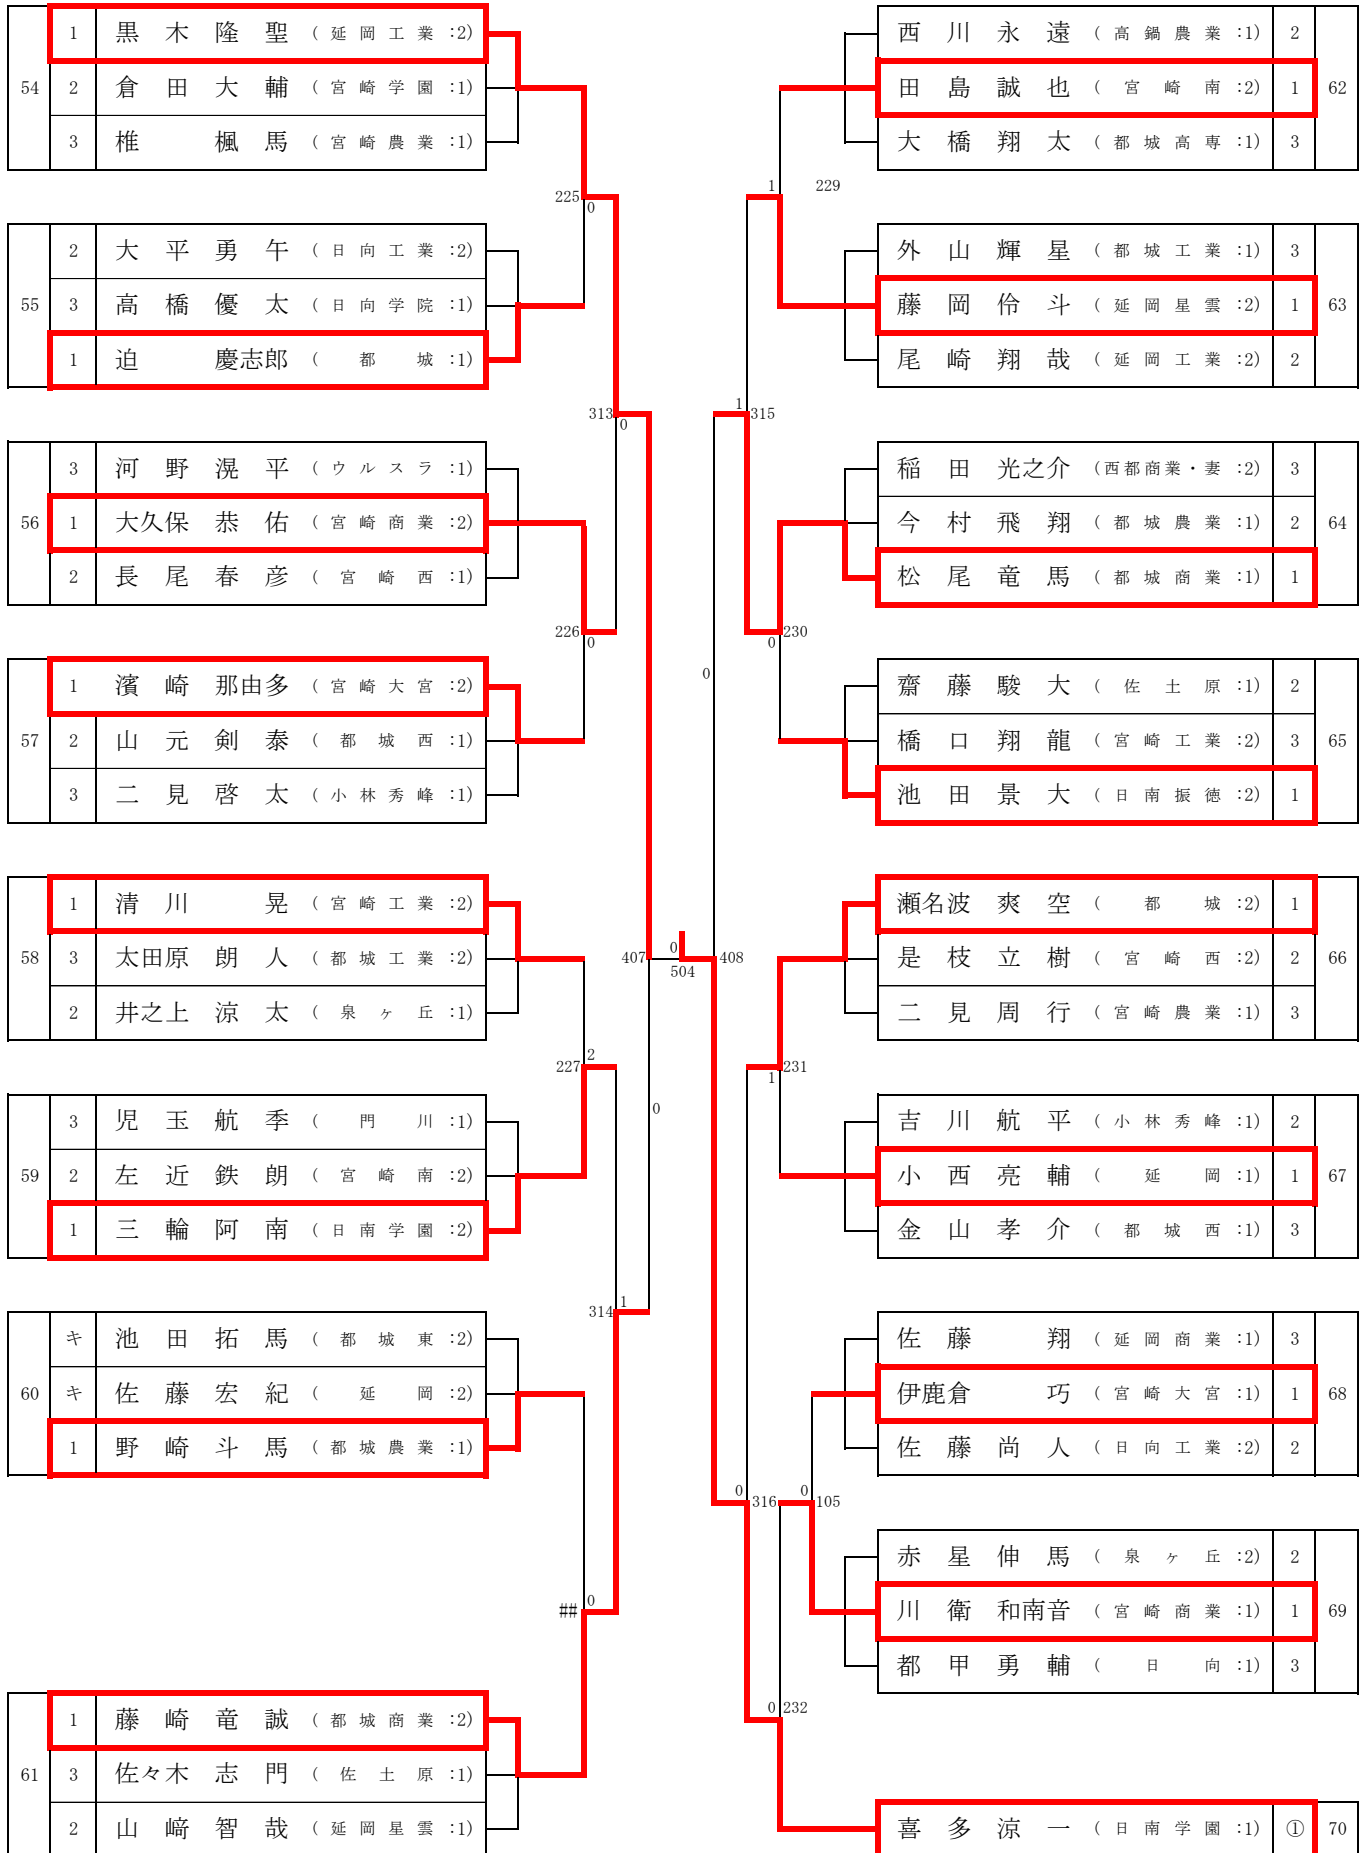 54
1 黒木隆聖 (延岡工業:2)
2 倉田大輔 (宮崎学園:1)
3 椎 楓馬 (宮崎農業:1)
55
2 大平勇午 (日向工業:2)
3 高橋優太 (日向学院:1)
1 迫 慶志郎 (都城:1)
56
3 河野滉平 (ウルスラ:1)
1 大久保恭佑 (宮崎商業:2)
2 長尾春彦 (宮崎西:1)
57
1 濱崎那由多 (宮崎大宮:2)
2 山元剣泰 (都城西:1)
3 二見啓太 (小林秀峰:1)
58
1 清川 晃 (宮崎工業:2)
3 太田原朗人 (都城工業:2)
2 井之上涼太 (泉ヶ丘:1)
59
3 児玉航季 (門川:1)
2 左近鉄朗 (宮崎南:2)
1 三輪阿南 (日南学園:2)
60
キ 池田拓馬 (都城東:2)
キ 佐藤宏紀 (延岡:2)
1 野崎斗馬 (都城農業:1)
61
1 藤崎竜誠 (都城商業:2)
3 佐々木志門 (佐土原:1)
2 山﨑智哉 (延岡星雲:1)
225
0
313
0
226
0
407
0
504
408
227
2
0
314
1
##
0
1
229
1
315
230
0
0
231
1
0
316
0
105
0
232
西川永遠 (高鍋農業:1) 2
田島誠也 (宮崎南:2) 1
大橋翔太 (都城高専:1) 3
62
外山輝星 (都城工業:1) 3
藤岡伶斗 (延岡星雲:2) 1
尾崎翔哉 (延岡工業:2) 2
63
稲田光之介 (西都商業・妻:2) 3
今村飛翔 (都城農業:1) 2
松尾竜馬 (都城商業:1) 1
64
齋藤駿大 (佐土原:1) 2
橋口翔龍 (宮崎工業:2) 3
池田景大 (日南振徳:2) 1
65
瀬名波爽空 (都城:2) 1
是枝立樹 (宮崎西:2) 2
二見周行 (宮崎農業:1) 3
66
吉川航平 (小林秀峰:1) 2
小西亮輔 (延岡:1) 1
金山孝介 (都城西:1) 3
67
佐藤 翔 (延岡商業:1) 3
伊鹿倉 巧 (宮崎大宮:1) 1
佐藤尚人 (日向工業:2) 2
68
赤星伸馬 (泉ヶ丘:2) 2
川衛和南音 (宮崎商業:1) 1
都甲勇輔 (日向:1) 3
69
喜多涼一 (日南学園:1) ①
70